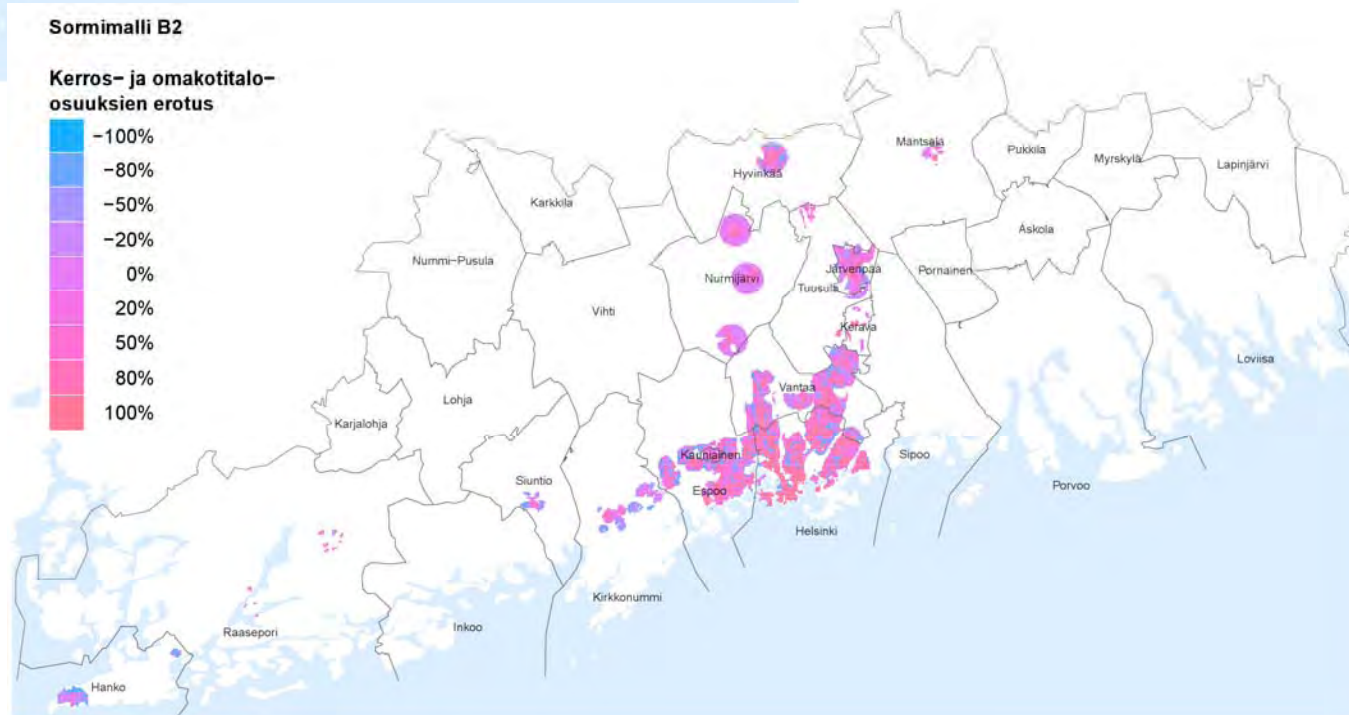 Sormimalli B2
Kerros- ja omakotitalo-
osuuksien erotus
-100%
-80%
-50%
-20%
0%
20%
50%
80%
100%
Mäntsälä
Pukkila
Myrskylä
Lapinjärvi
Hyvinkää
Karkkila
Askola
Nummi-Pusula
Nurmijärvi
Järvenpää
Pornainen
Tuusula
Vihti
Kerava
Loviisa
Lohja
Vantaa
Karjalohja
Kauniainen
Sipoo
Siuntio
Espoo
Porvoo
Helsinki
Kirkkonummi
Inkoo
Raasepori
Hanko